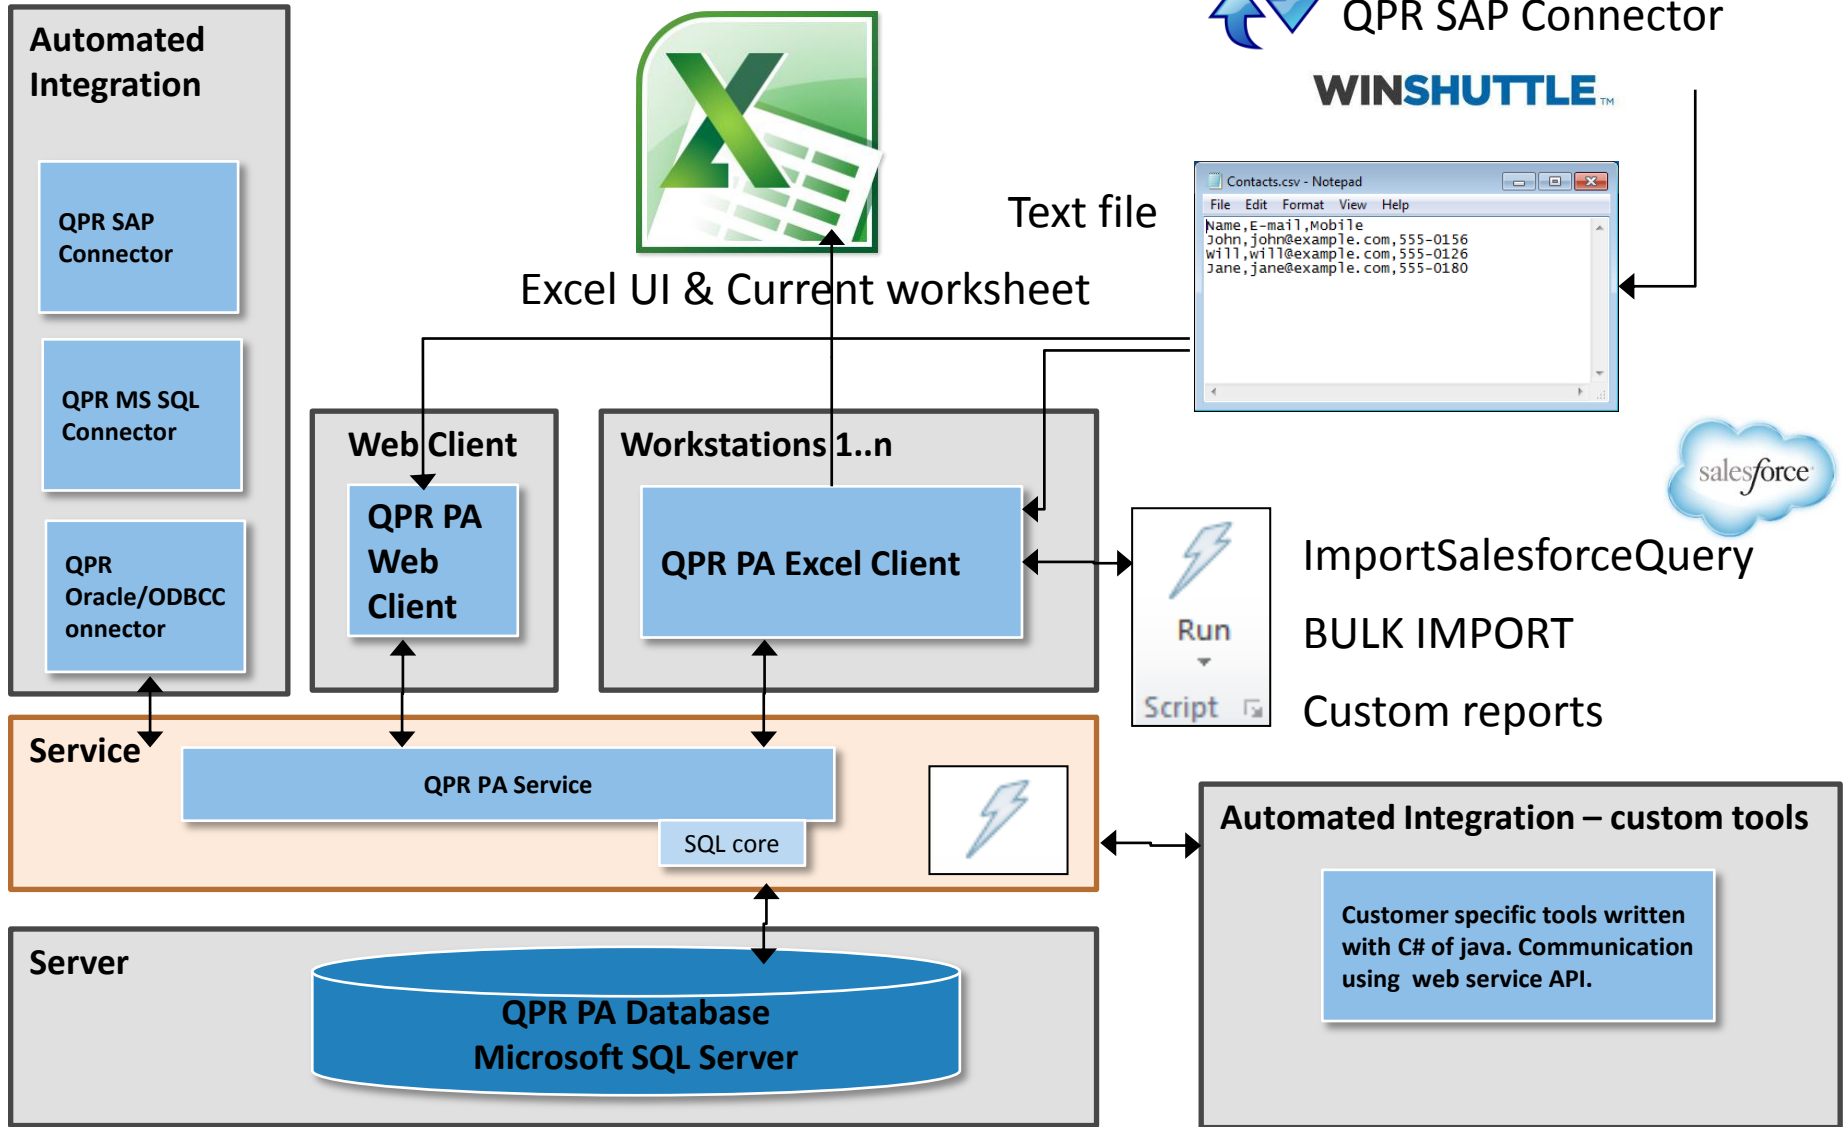 Automated
Integration
QPR SAP
Connector
QPR MS SQL
Connector
QPR
Oracle/ODBCC
onnector
Excel UI & Current worksheet
QPR SAP Connector
WINSHUTTLE™
Text file
Contacts.csv - Notepad
File Edit Format View Help
Name,E-mail,Mobile
John,john@example.com,555-0156
Will,will@example.com,555-0126
Jane,jane@example.com,555-0180
salesforce
Web Client
QPR PA
Web
Client
Workstations 1..n
QPR PA Excel Client
Run
Script
ImportSalesforceQuery
BULK IMPORT
Custom reports
Service
QPR PA Service
SQL core
Server
QPR PA Database
Microsoft SQL Server
Automated Integration – custom tools
Customer specific tools written
with C# of java. Communication
using web service API.